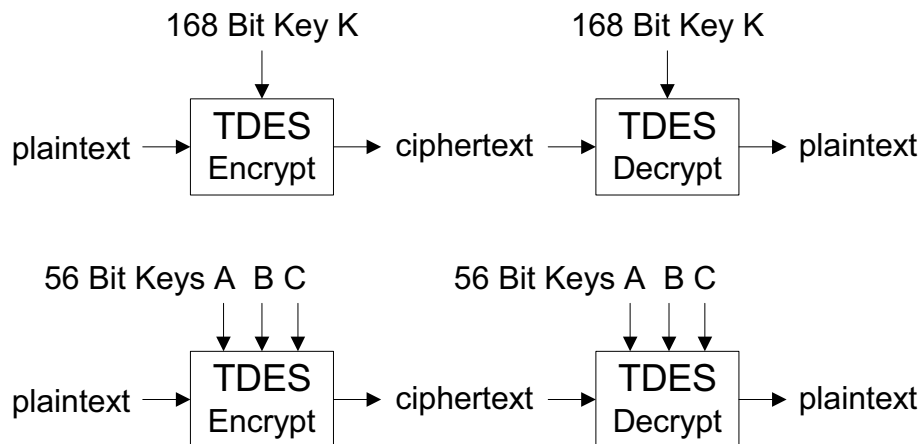 168 Bit Key K 168 Bit Key K
TDES TDES
plaintext Encrypt ciphertext Decrypt plaintext
56 Bit Keys A B C 56 Bit Keys A B C
TDES TDES
plaintext Encrypt ciphertext Decrypt plaintext